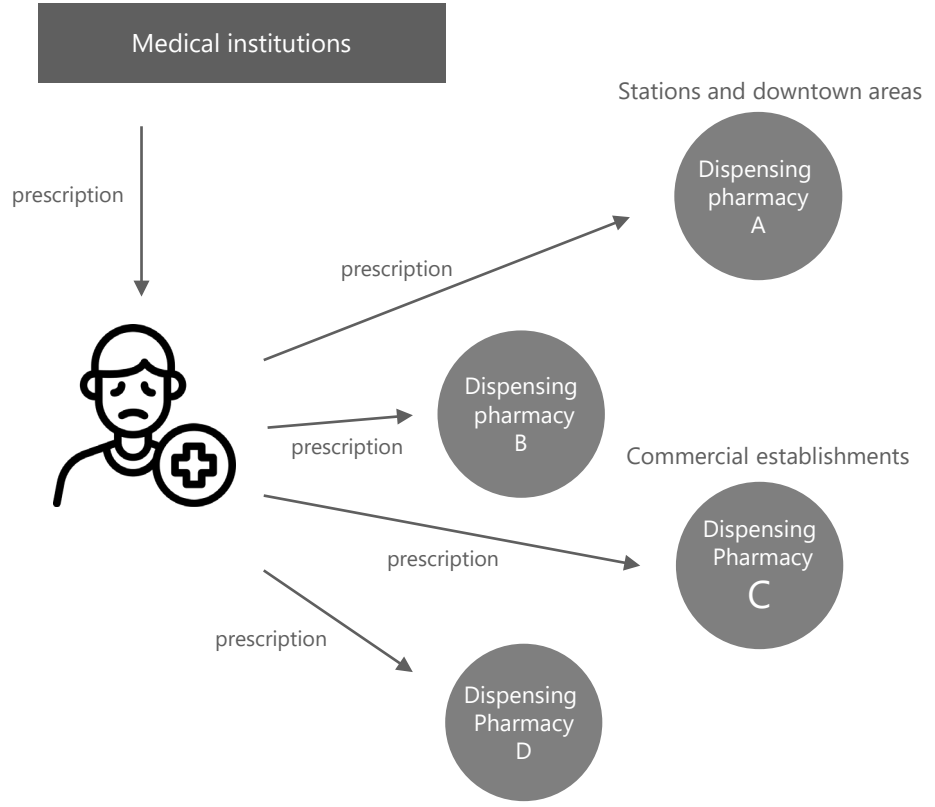 Medical institutions
Stations and downtown areas
prescription
Dispensing
pharmacy
A
prescription
Dispensing
pharmacy
B
prescription
Commercial establishments
Dispensing
Pharmacy
C
prescription
prescription
Dispensing
Pharmacy
D